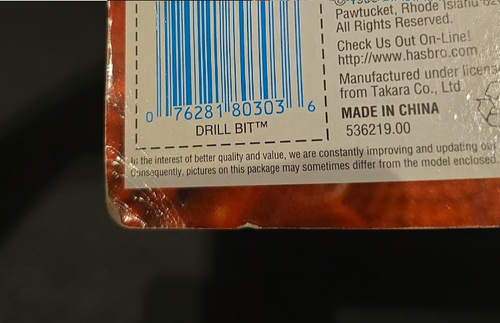 Pawtucket, Rhode Island
All Rights Reserved.
Check Us Out On-Line!
http://www.hasbro.com
Manufactured under
from Takara Co., Ltd.
MADE IN CHINA
536219.00
0 76281 80303 6
DRILL BIT™
In the interest of better quality and value, we are constantly improving and updating our
Consequently, pictures on this package may sometimes differ from the model enclosed.